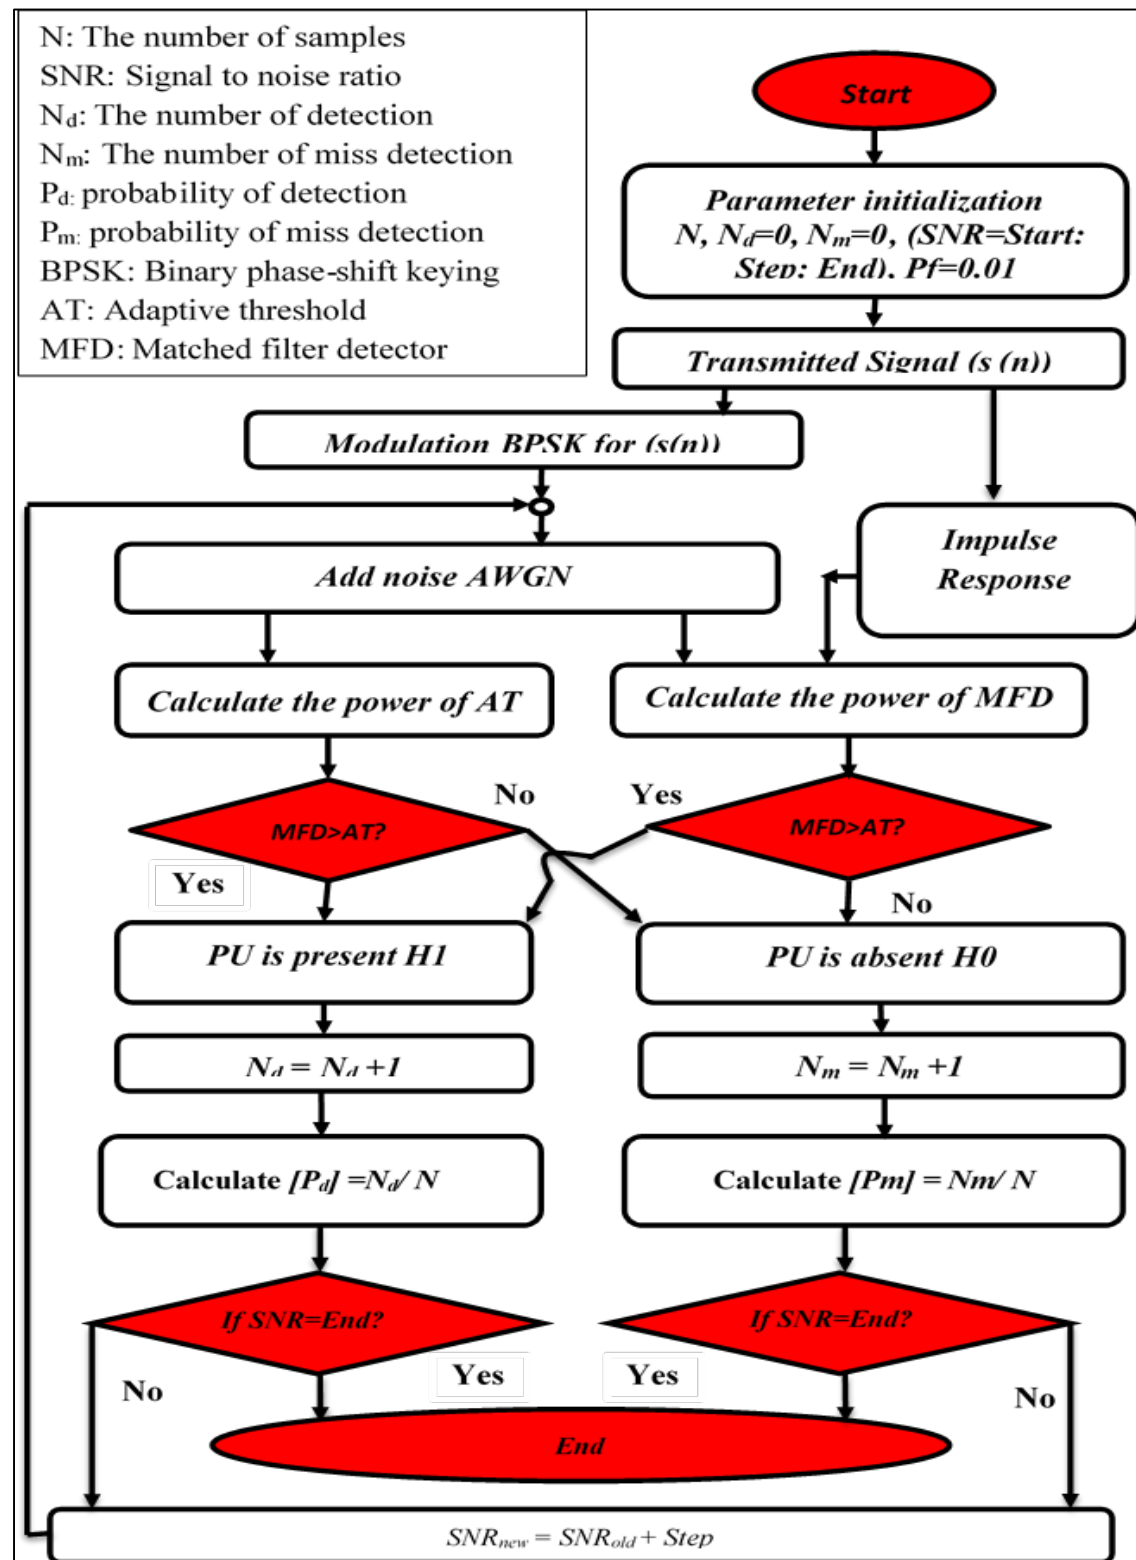 N: The number of samples
SNR: Signal to noise ratio
Nd: The number of detection
Nm: The number of miss detection
Pd: probability of detection
Pm: probability of miss detection
BPSK: Binary phase-shift keying
AT: Adaptive threshold
MFD: Matched filter detector
Start
Parameter initialization
N, Nd=0, Nm=0, (SNR=Start:
Step: End). Pf=0.01
Transmitted Signal (s (n))
Modulation BPSK for (s(n))
Add noise AWGN
Impulse
Response
Calculate the power of AT
Calculate the power of MFD
MFD>AT?
No
Yes
MFD>AT?
Yes
No
PU is present H1
PU is absent H0
Nd = Nd +1
Nm = Nm +1
Calculate [Pd] =Nd/ N
Calculate [Pm] = Nm/ N
If SNR=End?
If SNR=End?
No
Yes
Yes
No
End
SNRnew = SNRold + Step